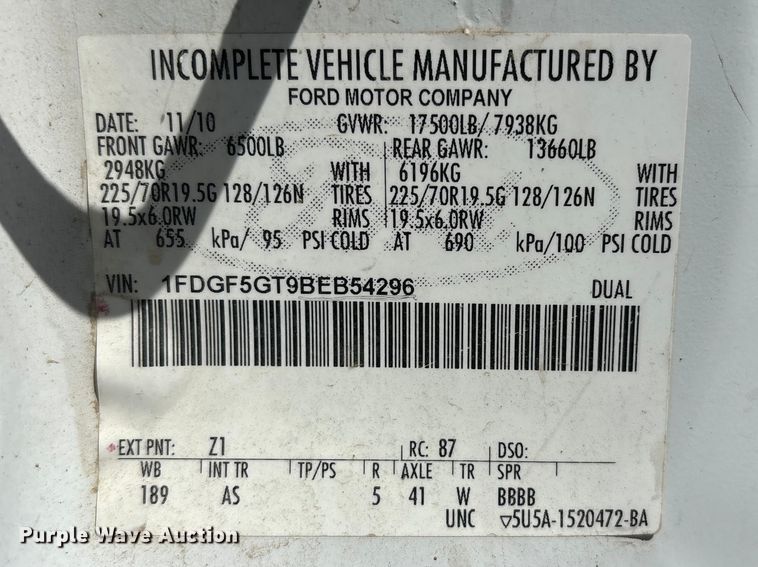 INCOMPLETE VEHICLE MANUFACTURED BY
FORD MOTOR COMPANY
DATE: 11/10 GVWR: 17500LB/ 7938KG
FRONT GAWR: 6500LB REAR GAWR: 13660LB
2948KG WITH 6196KG WITH
225/70R19.5G 128/126N TIRES 225/70R19.5G 128/126N TIRES
19.5x6.0RW RIMS 19.5x6.0RW RIMS
AT 655 kPa/ 95 PSI COLD AT 690 kPa/100 PSI COLD
VIN: 1FDGF5GT9BEB54296 DUAL
EXT PNT: Z1 RC: 87 DSO:
WB INT TR TP/PS R AXLE TR SPR
189 AS 5 41 W BBBB
UNC ▽5U5A-1520472-BA
Purple Wave Auction